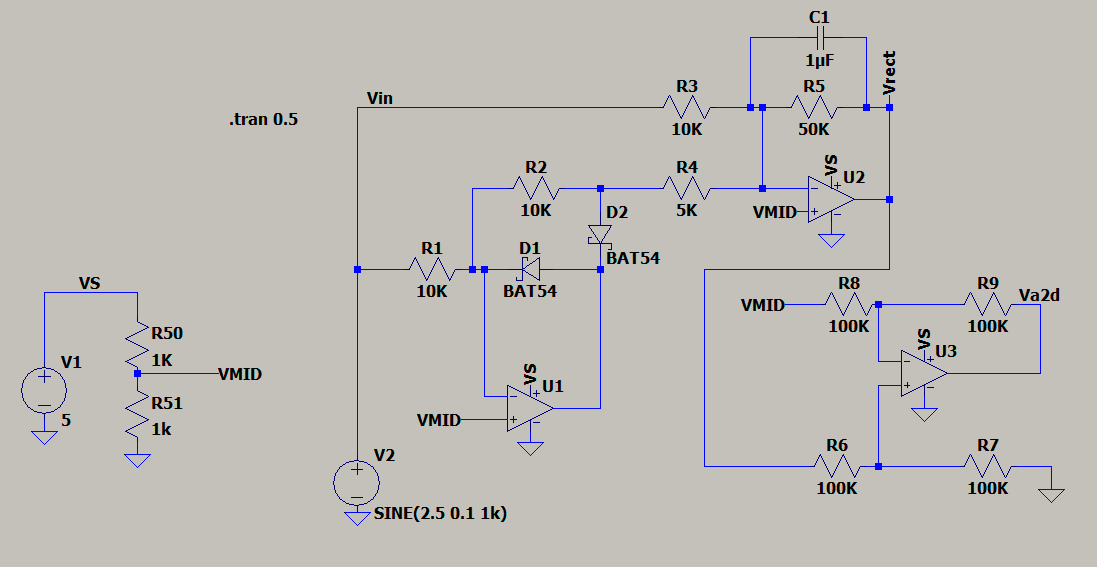 C1
1µF
Vrect
R3
10K
R5
50K
Vin
.tran 0.5
R2
10K
R4
5K
VS
U2
VMID
D2
BAT54
R1
10K
D1
BAT54
VS
R50
1K
VMID
V1
5
R51
1k
VS
U1
VMID
VMID
R8
100K
R9
100K
Va2d
VS
U3
V2
SINE(2.5 0.1 1k)
R6
100K
R7
100K